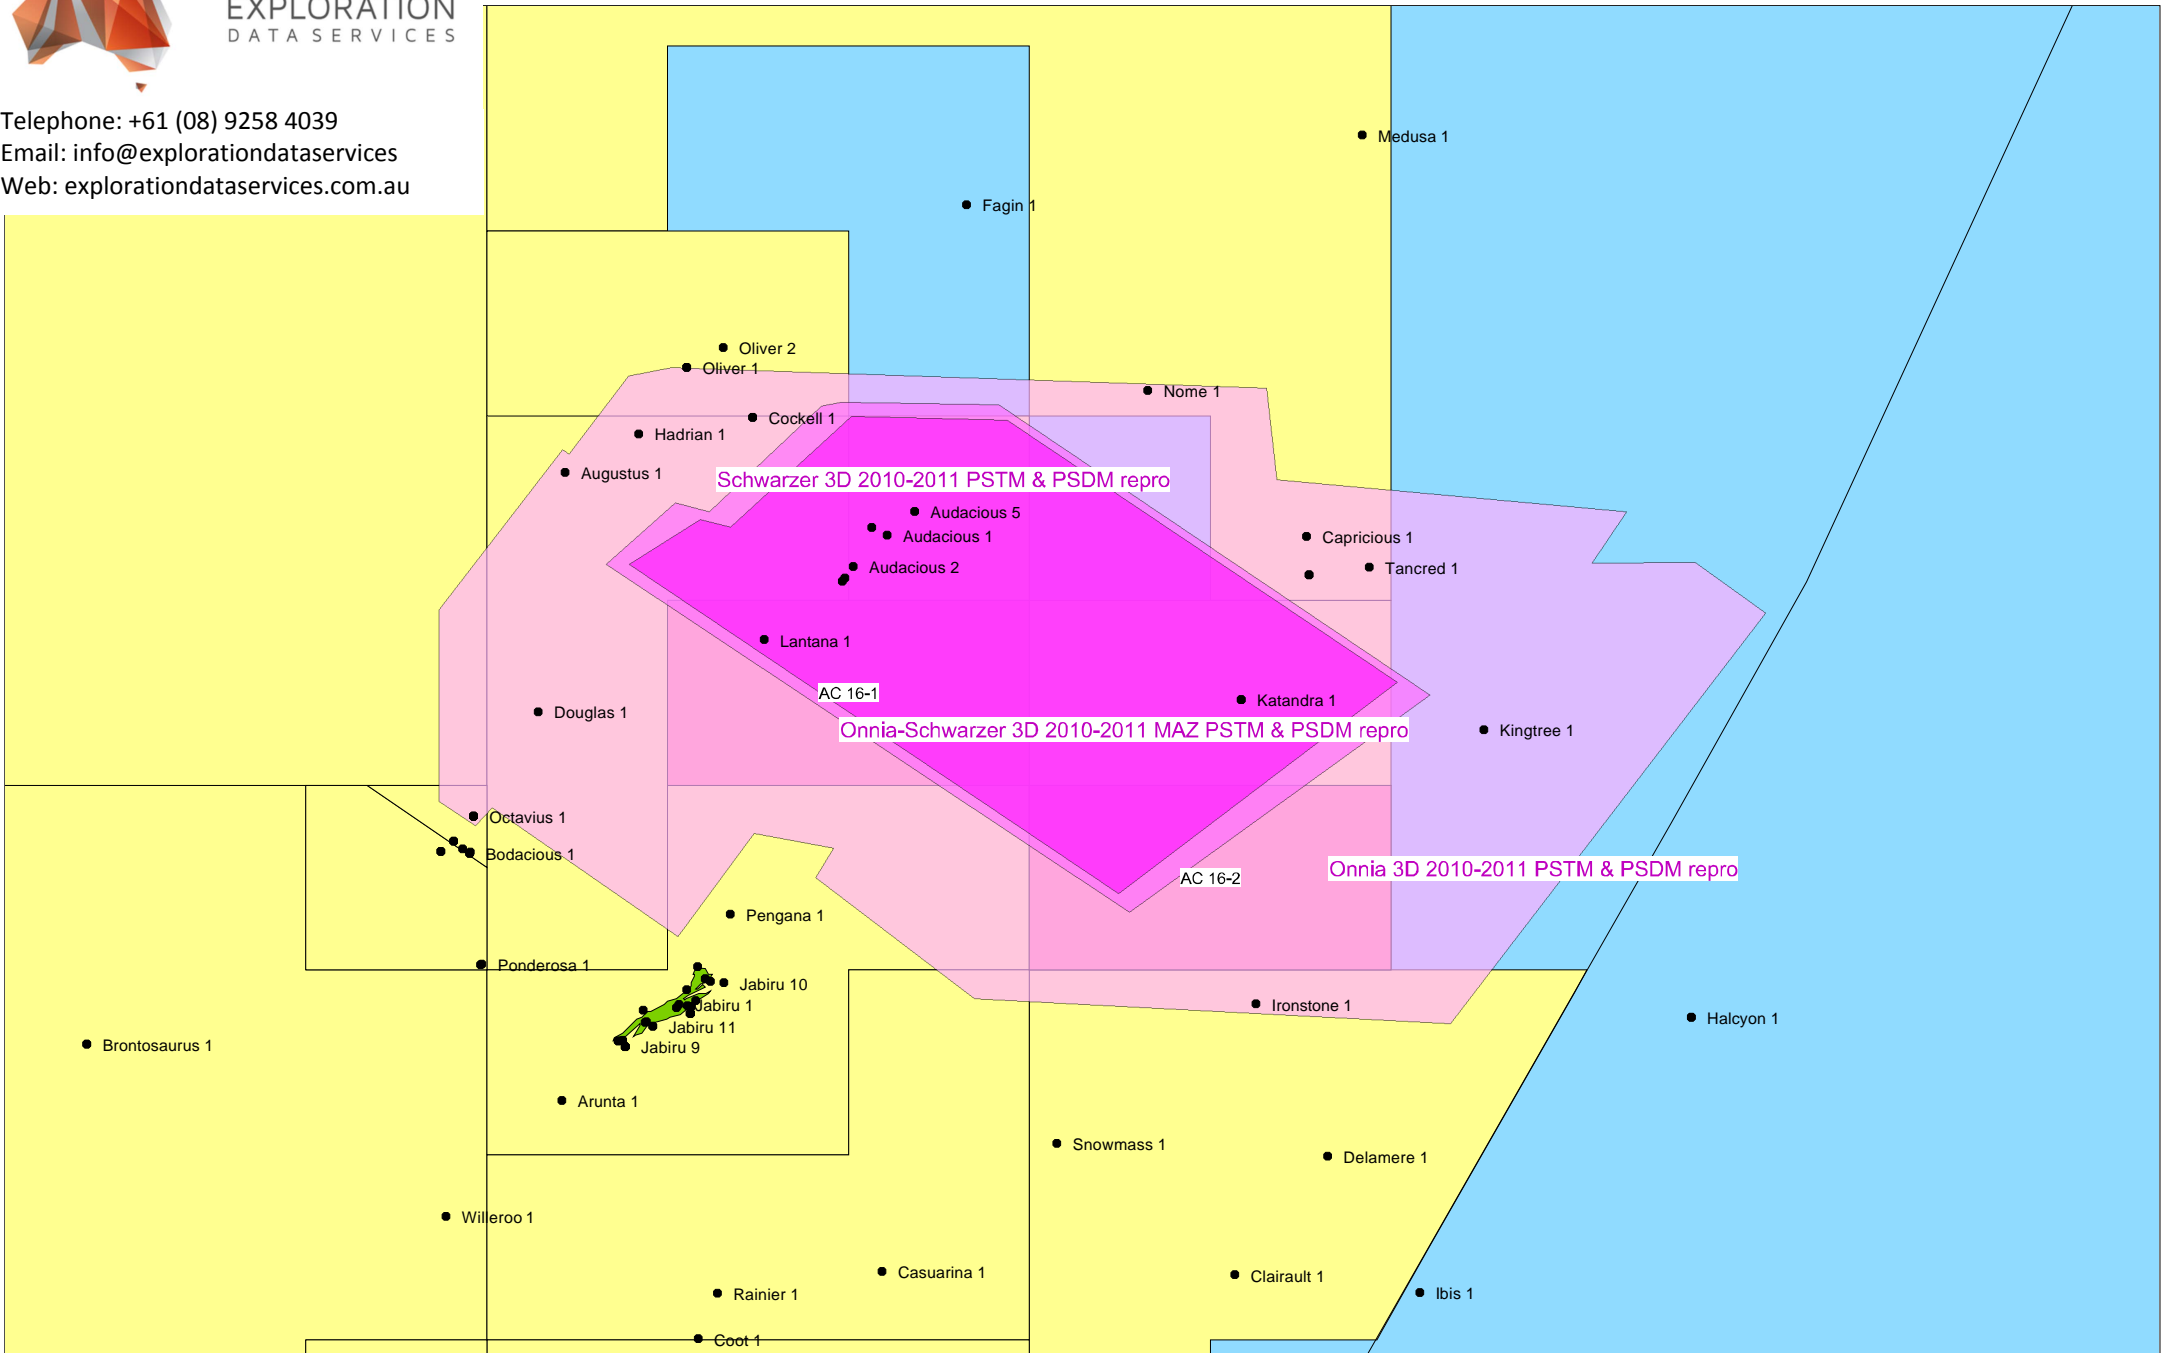 EXPLORATION
DATA SERVICES
Telephone: +61 (08) 9258 4039
Email: info@explorationdataservices
Web: explorationdataservices.com.au
Medusa 1
Fagin 1
Oliver 2
Oliver 1
Nome 1
Cockell 1
Hadrian 1
Augustus 1
Schwarzer 3D 2010-2011 PSTM & PSDM repro
Audacious 5
Audacious 1
Capricious 1
Audacious 2
Tancred 1
Lantana 1
AC 16-1
Katandra 1
Douglas 1
Onnia-Schwarzer 3D 2010-2011 MAZ PSTM & PSDM repro
Kingtree 1
Octavius 1
Bodacious 1
Onnia 3D 2010-2011 PSTM & PSDM repro
AC 16-2
Pengana 1
Ponderosa 1
Jabiru 10
Jabiru 1
Ironstone 1
Halcyon 1
Jabiru 11
Brontosaurus 1
Jabiru 9
Arunta 1
Snowmass 1
Delamere 1
Willeroo 1
Casuarina 1
Clairault 1
Rainier 1
Ibis 1
Coot 1